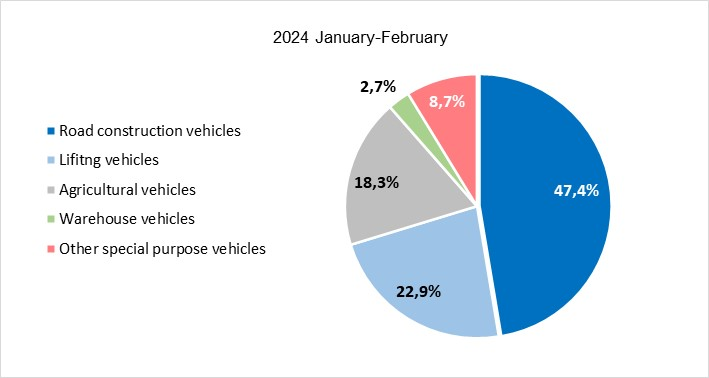 2024 January-February
Road construction vehicles
Lifitng vehicles
Agricultural vehicles
Warehouse vehicles
Other special purpose vehicles
2,7%
8,7%
18,3%
47,4%
22,9%